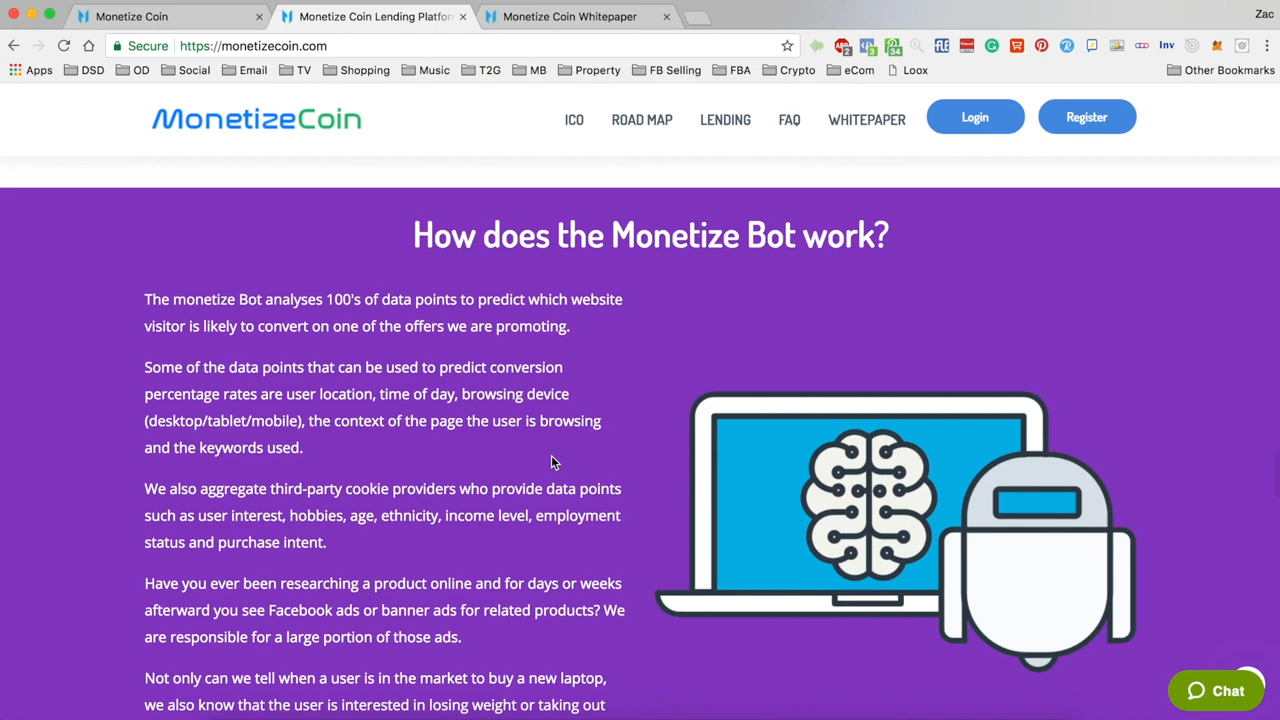 Monetize Coin
Monetize Coin Lending Platfor
Monetize Coin Whitepaper
Zac
Secure
https://monetizecoin.com
ABP
2
3
34
FLE
Inv
Apps
DSD
OD
Social
Email
TV
Shopping
Music
T2G
MB
Property
FB Selling
FBA
Crypto
eCom
Loox
Other Bookmarks
MonetizeCoin
ICO
ROAD MAP
LENDING
FAQ
WHITEPAPER
Login
Register
How does the Monetize Bot work?
The monetize Bot analyses 100's of data points to predict which website
visitor is likely to convert on one of the offers we are promoting.
Some of the data points that can be used to predict conversion
percentage rates are user location, time of day, browsing device
(desktop/tablet/mobile), the context of the page the user is browsing
and the keywords used.
We also aggregate third-party cookie providers who provide data points
such as user interest, hobbies, age, ethnicity, income level, employment
status and purchase intent.
Have you ever been researching a product online and for days or weeks
afterward you see Facebook ads or banner ads for related products? We
are responsible for a large portion of those ads.
Not only can we tell when a user is in the market to buy a new laptop,
we also know that the user is interested in losing weight or taking out
Chat